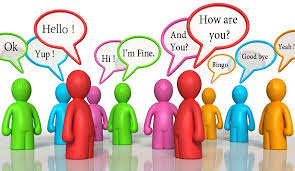 Hello !
Ok
Yup !
Hi !
I'm Fine.
And
You?
How are
you?
Bingo
Good bye
Yeah !